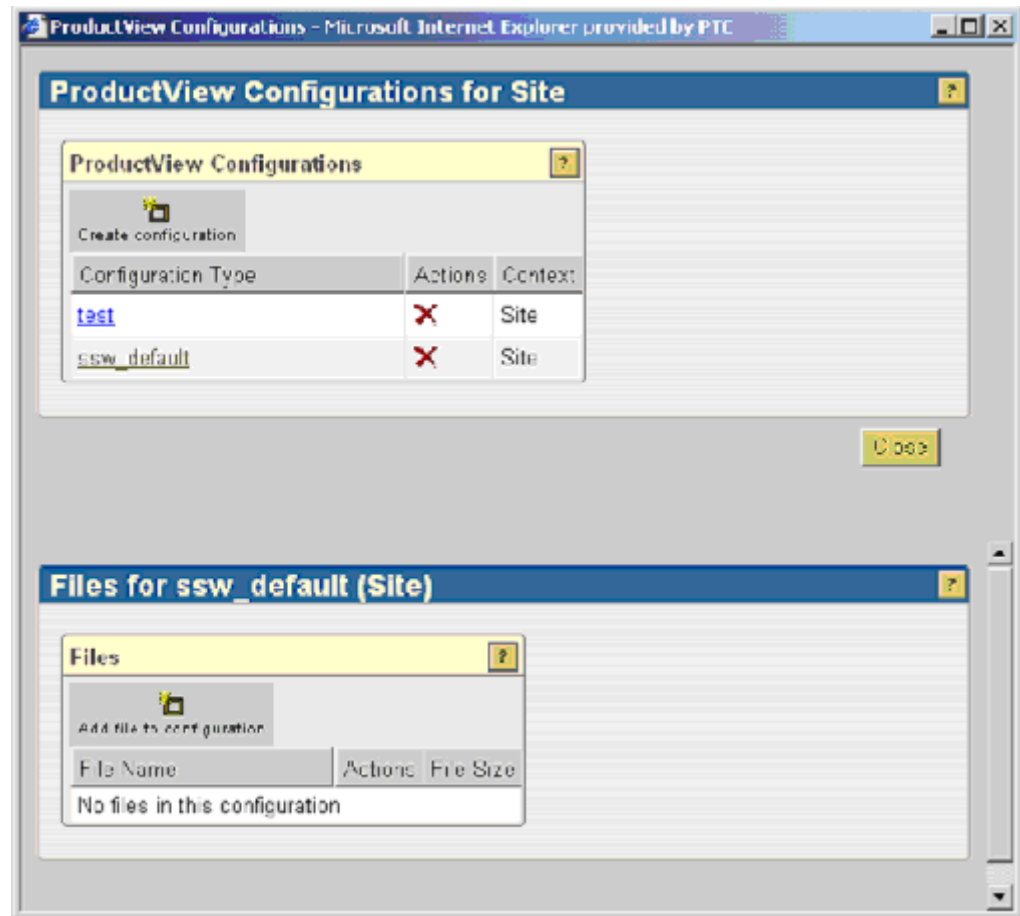 ProductView Configurations - Microsoft Internet Explorer provided by PTC
ProductView Configurations for Site
?
ProductView Configurations
?
Create configuration
Configuration Type Actions Context
test Site
ssw_default Site
Close
Files for ssw_default (Site)
?
Files
?
Add file to configuration
File Name Actions File Size
No files in this configuration